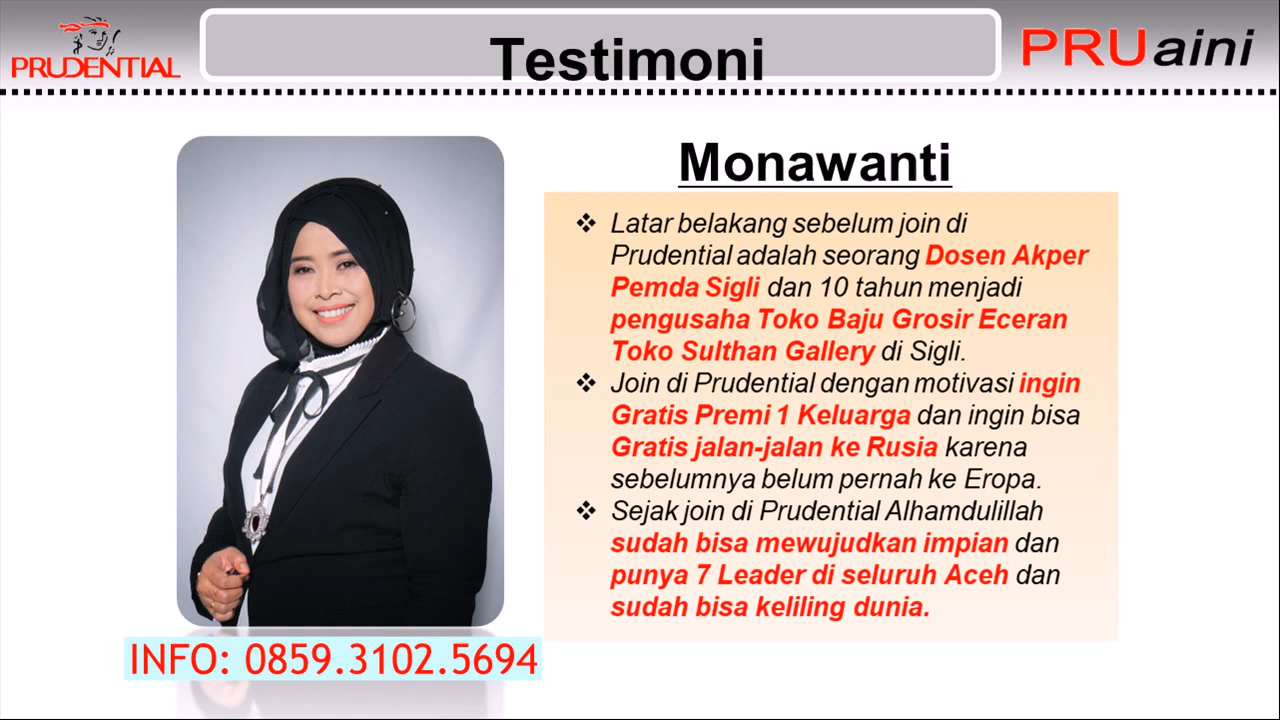 PRUDENTIAL
Testimoni
PRUaini
Monawanti
❖ Latar belakang sebelum join di
Prudential adalah seorang Dosen Akper
Pemda Sigli dan 10 tahun menjadi
pengusaha Toko Baju Grosir Eceran
Toko Sulthan Gallery di Sigli.
❖ Join di Prudential dengan motivasi ingin
Gratis Premi 1 Keluarga dan ingin bisa
Gratis jalan-jalan ke Rusia karena
sebelumnya belum pernah ke Eropa.
❖ Sejak join di Prudential Alhamdulillah
sudah bisa mewujudkan impian dan
punya 7 Leader di seluruh Aceh dan
sudah bisa keliling dunia.
INFO: 0859.3102.5694